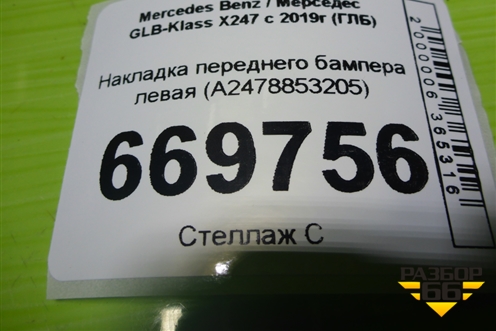 Mercedes Benz / Мерседес
GLB-Klass X247 с 2019г (ГЛБ)
Накладка переднего бампера
левая (A2478853205)
669756
Стеллаж С
2000006365316
РАЗБОР
66